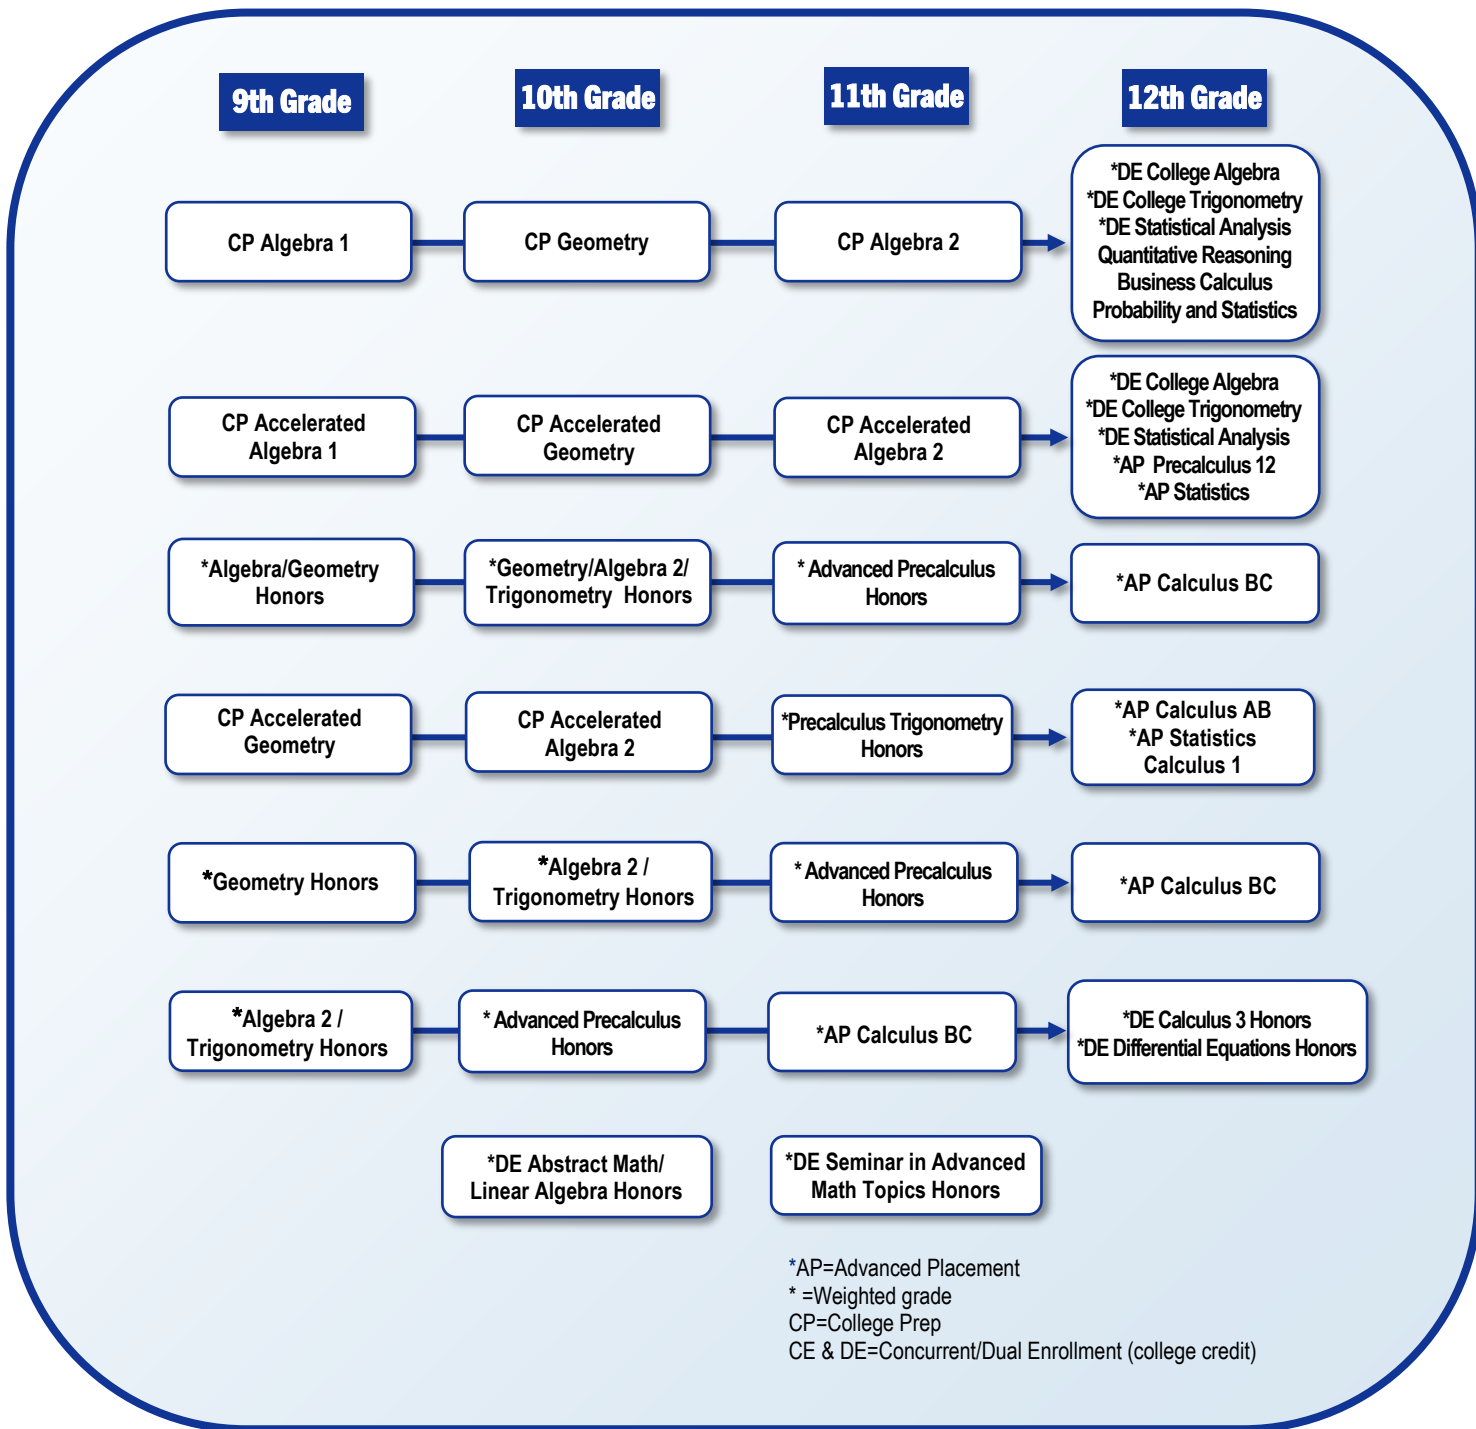 9th Grade
10th Grade
11th Grade
12th Grade
CP Algebra 1
CP Geometry
CP Algebra 2
*DE College Algebra
*DE College Trigonometry
*DE Statistical Analysis
Quantitative Reasoning
Business Calculus
Probability and Statistics
CP Accelerated
Algebra 1
CP Accelerated
Geometry
CP Accelerated
Algebra 2
*DE College Algebra
*DE College Trigonometry
*DE Statistical Analysis
*AP Precalculus 12
*AP Statistics
*Algebra/Geometry
Honors
*Geometry/Algebra 2/
Trigonometry Honors
* Advanced Precalculus
Honors
*AP Calculus BC
CP Accelerated
Geometry
CP Accelerated
Algebra 2
*Precalculus Trigonometry
Honors
*AP Calculus AB
*AP Statistics
Calculus 1
*Geometry Honors
*Algebra 2 /
Trigonometry Honors
* Advanced Precalculus
Honors
*AP Calculus BC
*Algebra 2 /
Trigonometry Honors
* Advanced Precalculus
Honors
*AP Calculus BC
*DE Calculus 3 Honors
*DE Differential Equations Honors
*DE Abstract Math/
Linear Algebra Honors
*DE Seminar in Advanced
Math Topics Honors
*AP=Advanced Placement
* =Weighted grade
CP=College Prep
CE & DE=Concurrent/Dual Enrollment (college credit)